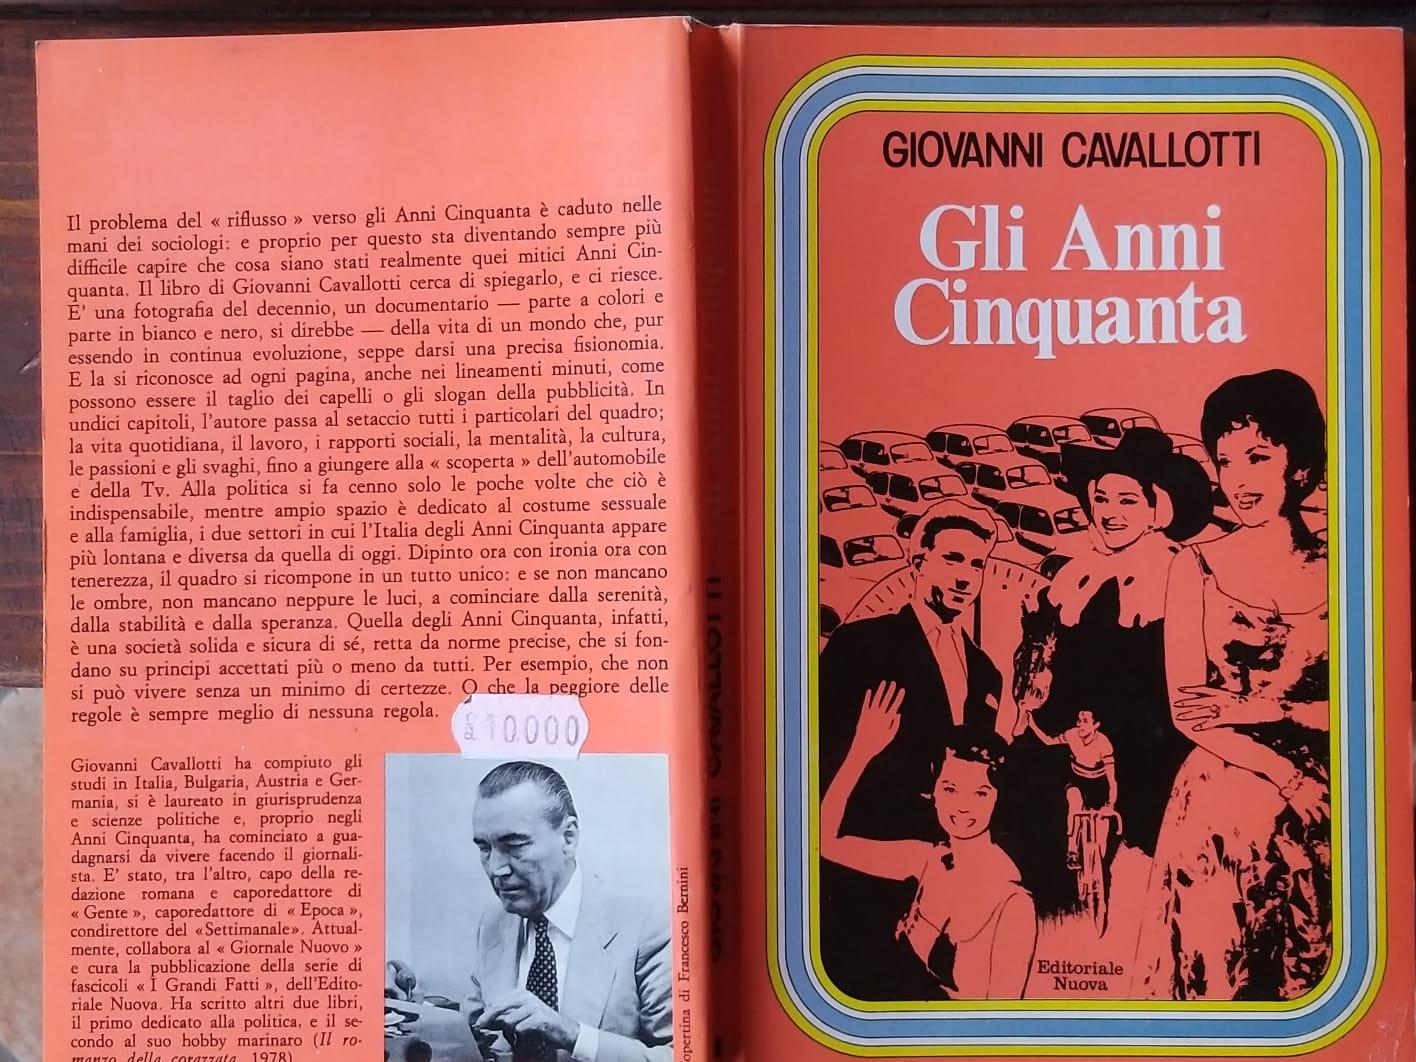 Il problema del « riflusso » verso gli Anni Cinquanta è caduto nelle
mani dei sociologi: e proprio per questo sta diventando sempre più
difficile capire che cosa siano stati realmente quei mitici Anni Cin-
quanta. Il libro di Giovanni Cavallotti cerca di spiegarlo, e ci riesce.
E' una fotografia del decennio, un documentario — parte a colori e
parte in bianco e nero, si direbbe — della vita di un mondo che, pur
essendo in continua evoluzione, seppe darsi una precisa fisionomia.
E la si riconosce ad ogni pagina, anche nei lineamenti minuti, come
possono essere il taglio dei capelli o gli slogan della pubblicità. In
undici capitoli, l'autore passa al setaccio tutti i particolari del quadro;
la vita quotidiana, il lavoro, i rapporti sociali, la mentalità, la cultura,
le passioni e gli svaghi, fino a giungere alla « scoperta » dell'automobile
e della Tv. Alla politica si fa cenno solo le poche volte che ciò è
indispensabile, mentre ampio spazio è dedicato al costume sessuale
e alla famiglia, i due settori in cui l'Italia degli Anni Cinquanta appare
più lontana e diversa da quella di oggi. Dipinto ora con ironia ora con
tenerezza, il quadro si ricompone in un tutto unico: e se non mancano
le ombre, non mancano neppure le luci, a cominciare dalla serenità,
dalla stabilità e dalla speranza. Quella degli Anni Cinquanta, infatti,
è una società solida e sicura di sé, retta da norme precise, che si fon-
dano su principi accettati più o meno da tutti. Per esempio, che non
si può vivere senza un minimo di certezze. O che la peggiore delle
regole è sempre meglio di nessuna regola.
10000
Giovanni Cavallotti ha compiuto gli
studi in Italia, Bulgaria, Austria e Ger-
mania, si è laureato in giurisprudenza
e scienze politiche e, proprio negli
Anni Cinquanta, ha cominciato a gua-
dagnarsi da vivere facendo il giornali-
sta. E' stato, tra l'altro, capo della re-
dazione romana e caporedattore di
« Gente », caporedattore di « Epoca »,
condirettore del «Settimanale». Attual-
mente, collabora al « Giornale Nuovo »
e cura la pubblicazione della serie di
fascicoli « I Grandi Fatti », dell'Edito-
riale Nuova. Ha scritto altri due libri,
il primo dedicato alla politica, e il se-
condo al suo hobby marinaro (Il ro-
manzo della corazzata, 1978)
opertina di Francesco Bernini
GIOVANNI CAVALLOTTI Gli Anni Cinquanta
GIOVANNI CAVALLOTTI
Gli Anni
Cinquanta
Editoriale
Nuova